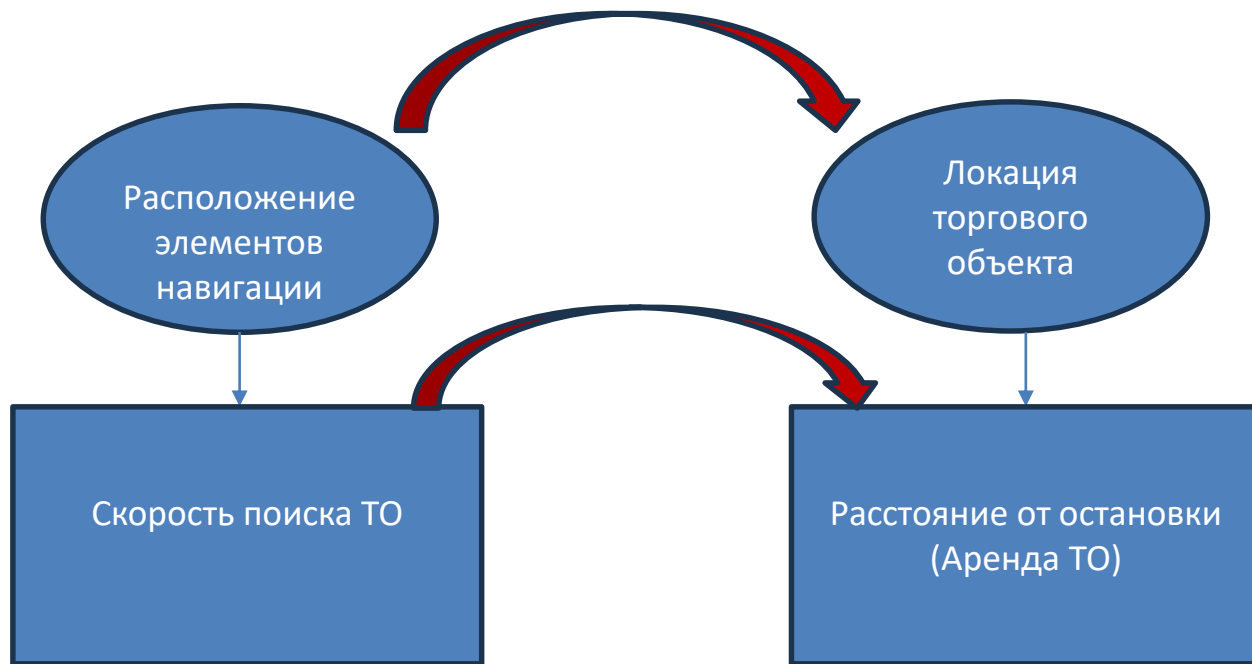 Расположение
элементов
навигации
Локация
торгового
объекта
Скорость поиска ТО
Расстояние от остановки
(Аренда ТО)